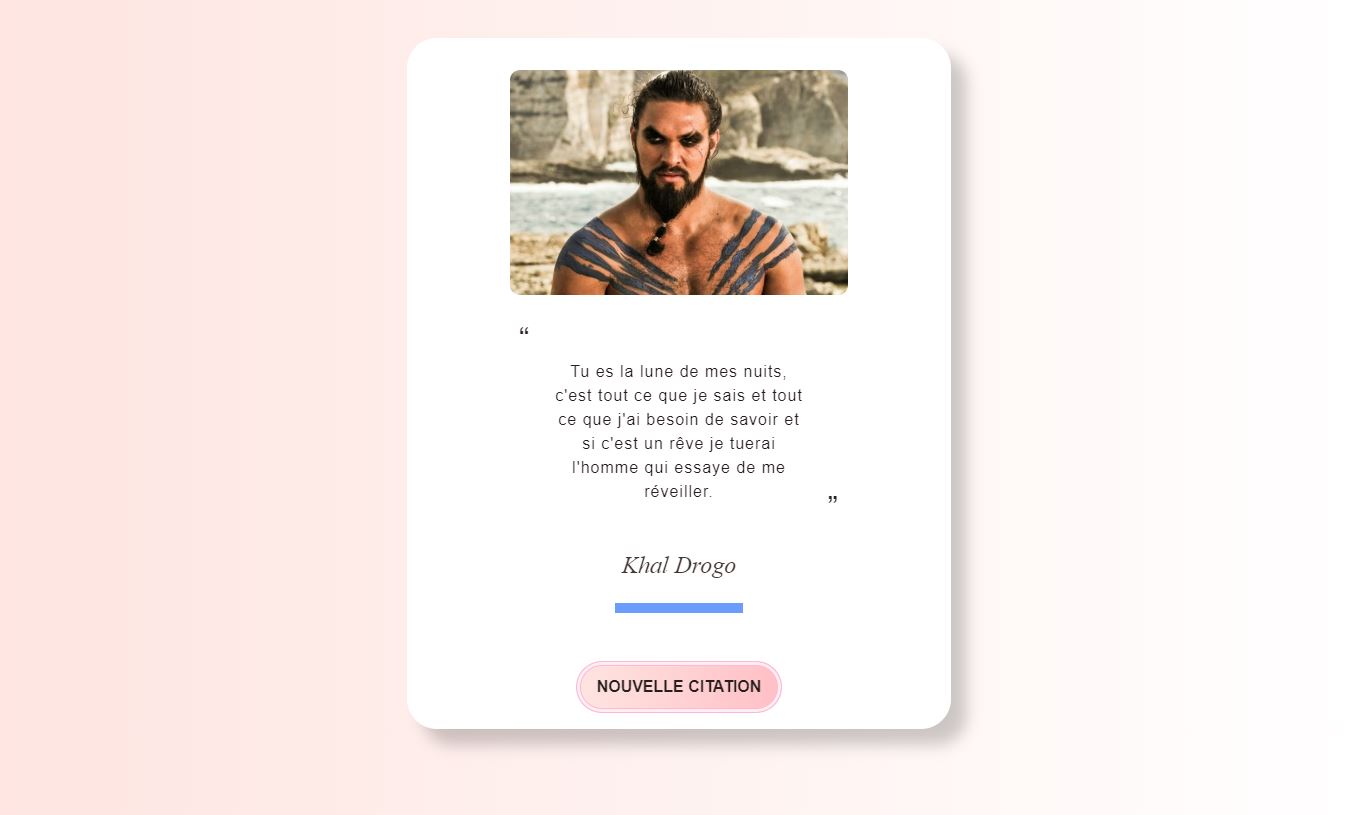 “
Tu es la lune de mes nuits,
c'est tout ce que je sais et tout
ce que j'ai besoin de savoir et
si c'est un rêve je tuerai
l'homme qui essaye de me
réveiller.
”
Khal Drogo
NOUVELLE CITATION